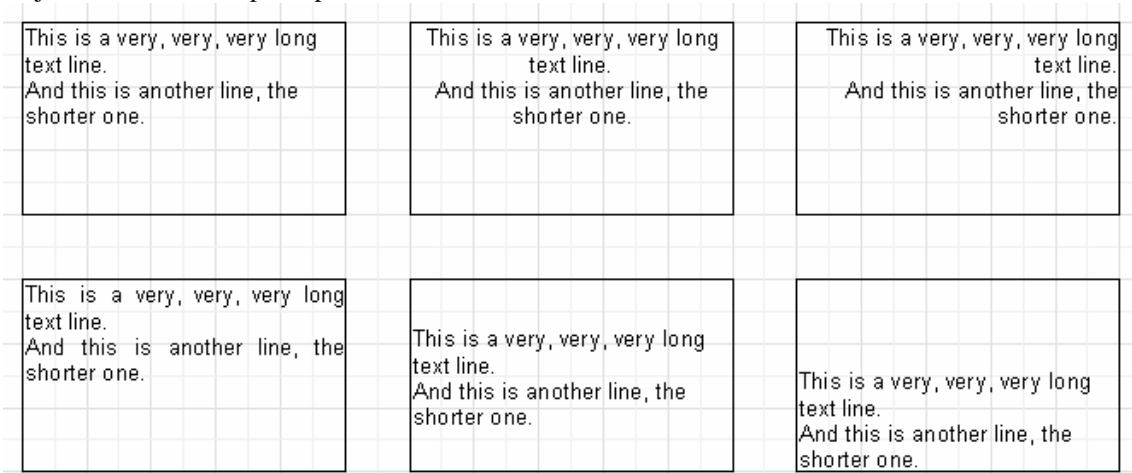 This is a very, very, very long
text line.
And this is another line, the
shorter one.
This is a very, very, very long
text line.
And this is another line, the
shorter one.
This is a very, very, very long
text line.
And this is another line, the
shorter one.
This is a very, very, very long
text line.
And this is another line, the
shorter one.
This is a very, very, very long
text line.
And this is another line, the
shorter one.
This is a very, very, very long
text line.
And this is another line, the
shorter one.